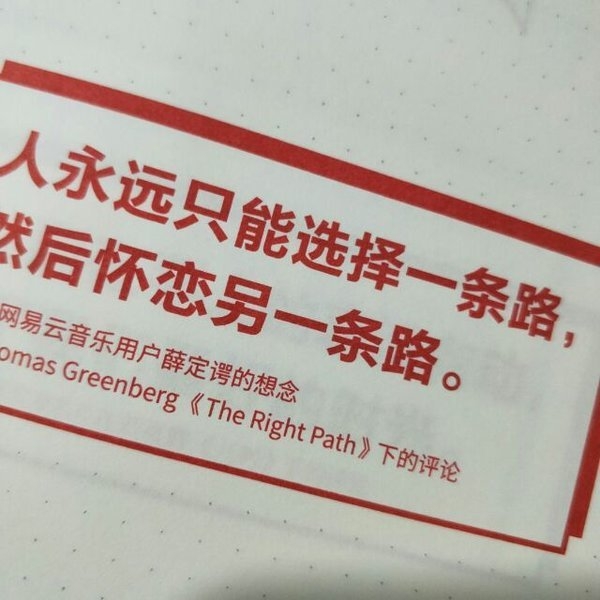 人永远只能选择一条路，
然后怀恋另一条路。
网易云音乐用户薛定谔的想念
omas Greenberg《The Right Path》下的评论